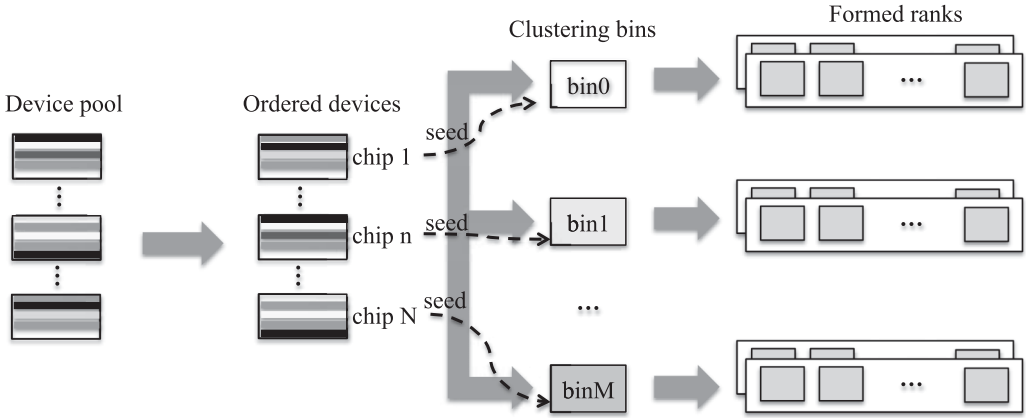 Formed ranks
Clustering bins
Device pool
Ordered devices
bin0
...
seed
chip 1
seed
chip n
bin1
...
seed
chip N
...
binM
...